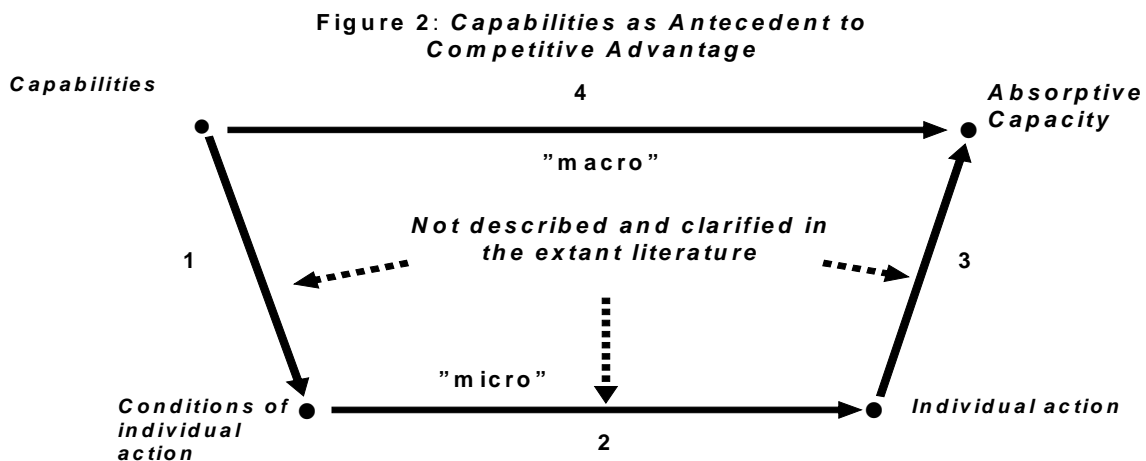 Figure 2: Capabilities as Antecedent to
Competitive Advantage
Capabilities
4
Absorptive
Capacity
”macro”
Not described and clarified in
the extant literature
1
3
”micro”
Conditions of
individual
action
Individual action
2